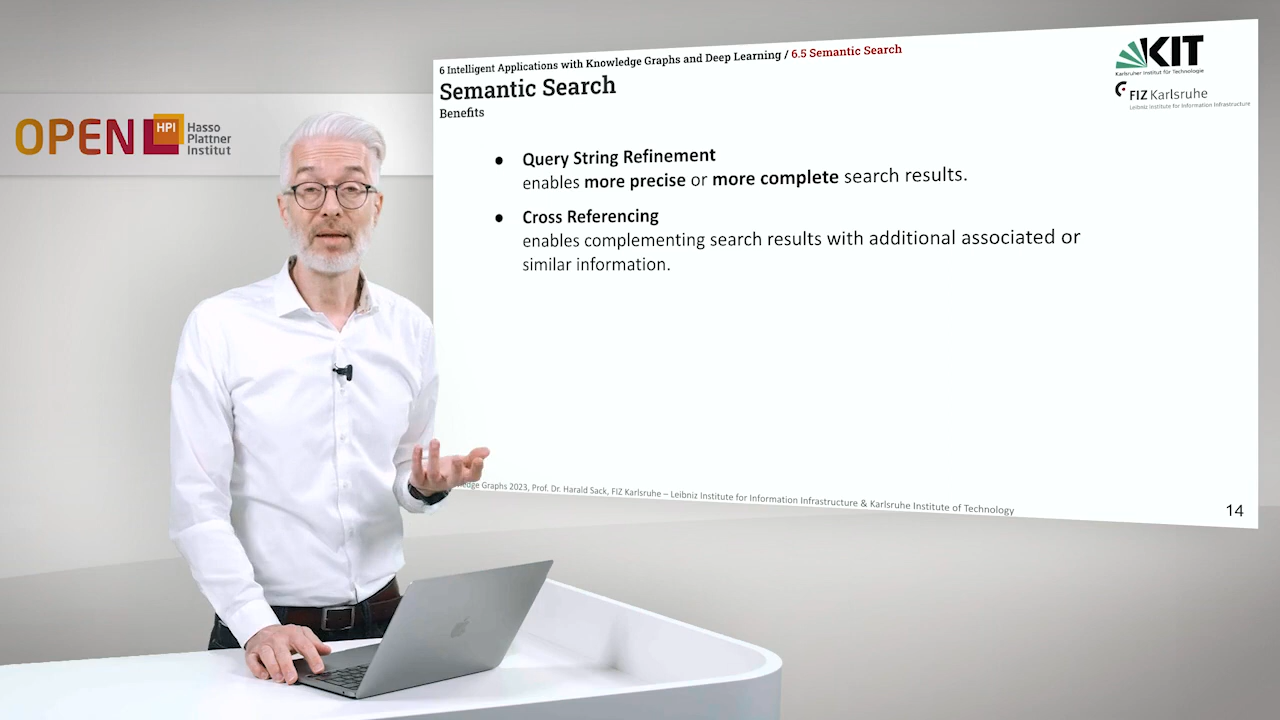 OPEN HPI Hasso
Plattner
Institut
6 Intelligent Applications with Knowledge Graphs and Deep Learning / 6.5 Semantic Search
Semantic Search
Benefits
KIT
Karlsruher Institut für Technologie
FIZ Karlsruhe
Leibniz Institute for Information Infrastructure
● Query String Refinement
enables more precise or more complete search results.
● Cross Referencing
enables complementing search results with additional associated or
similar information.
Graphs 2023, Prof. Dr. Harald Sack, FIZ Karlsruhe – Leibniz Institute for Information Infrastructure & Karlsruhe Institute of Technology
14